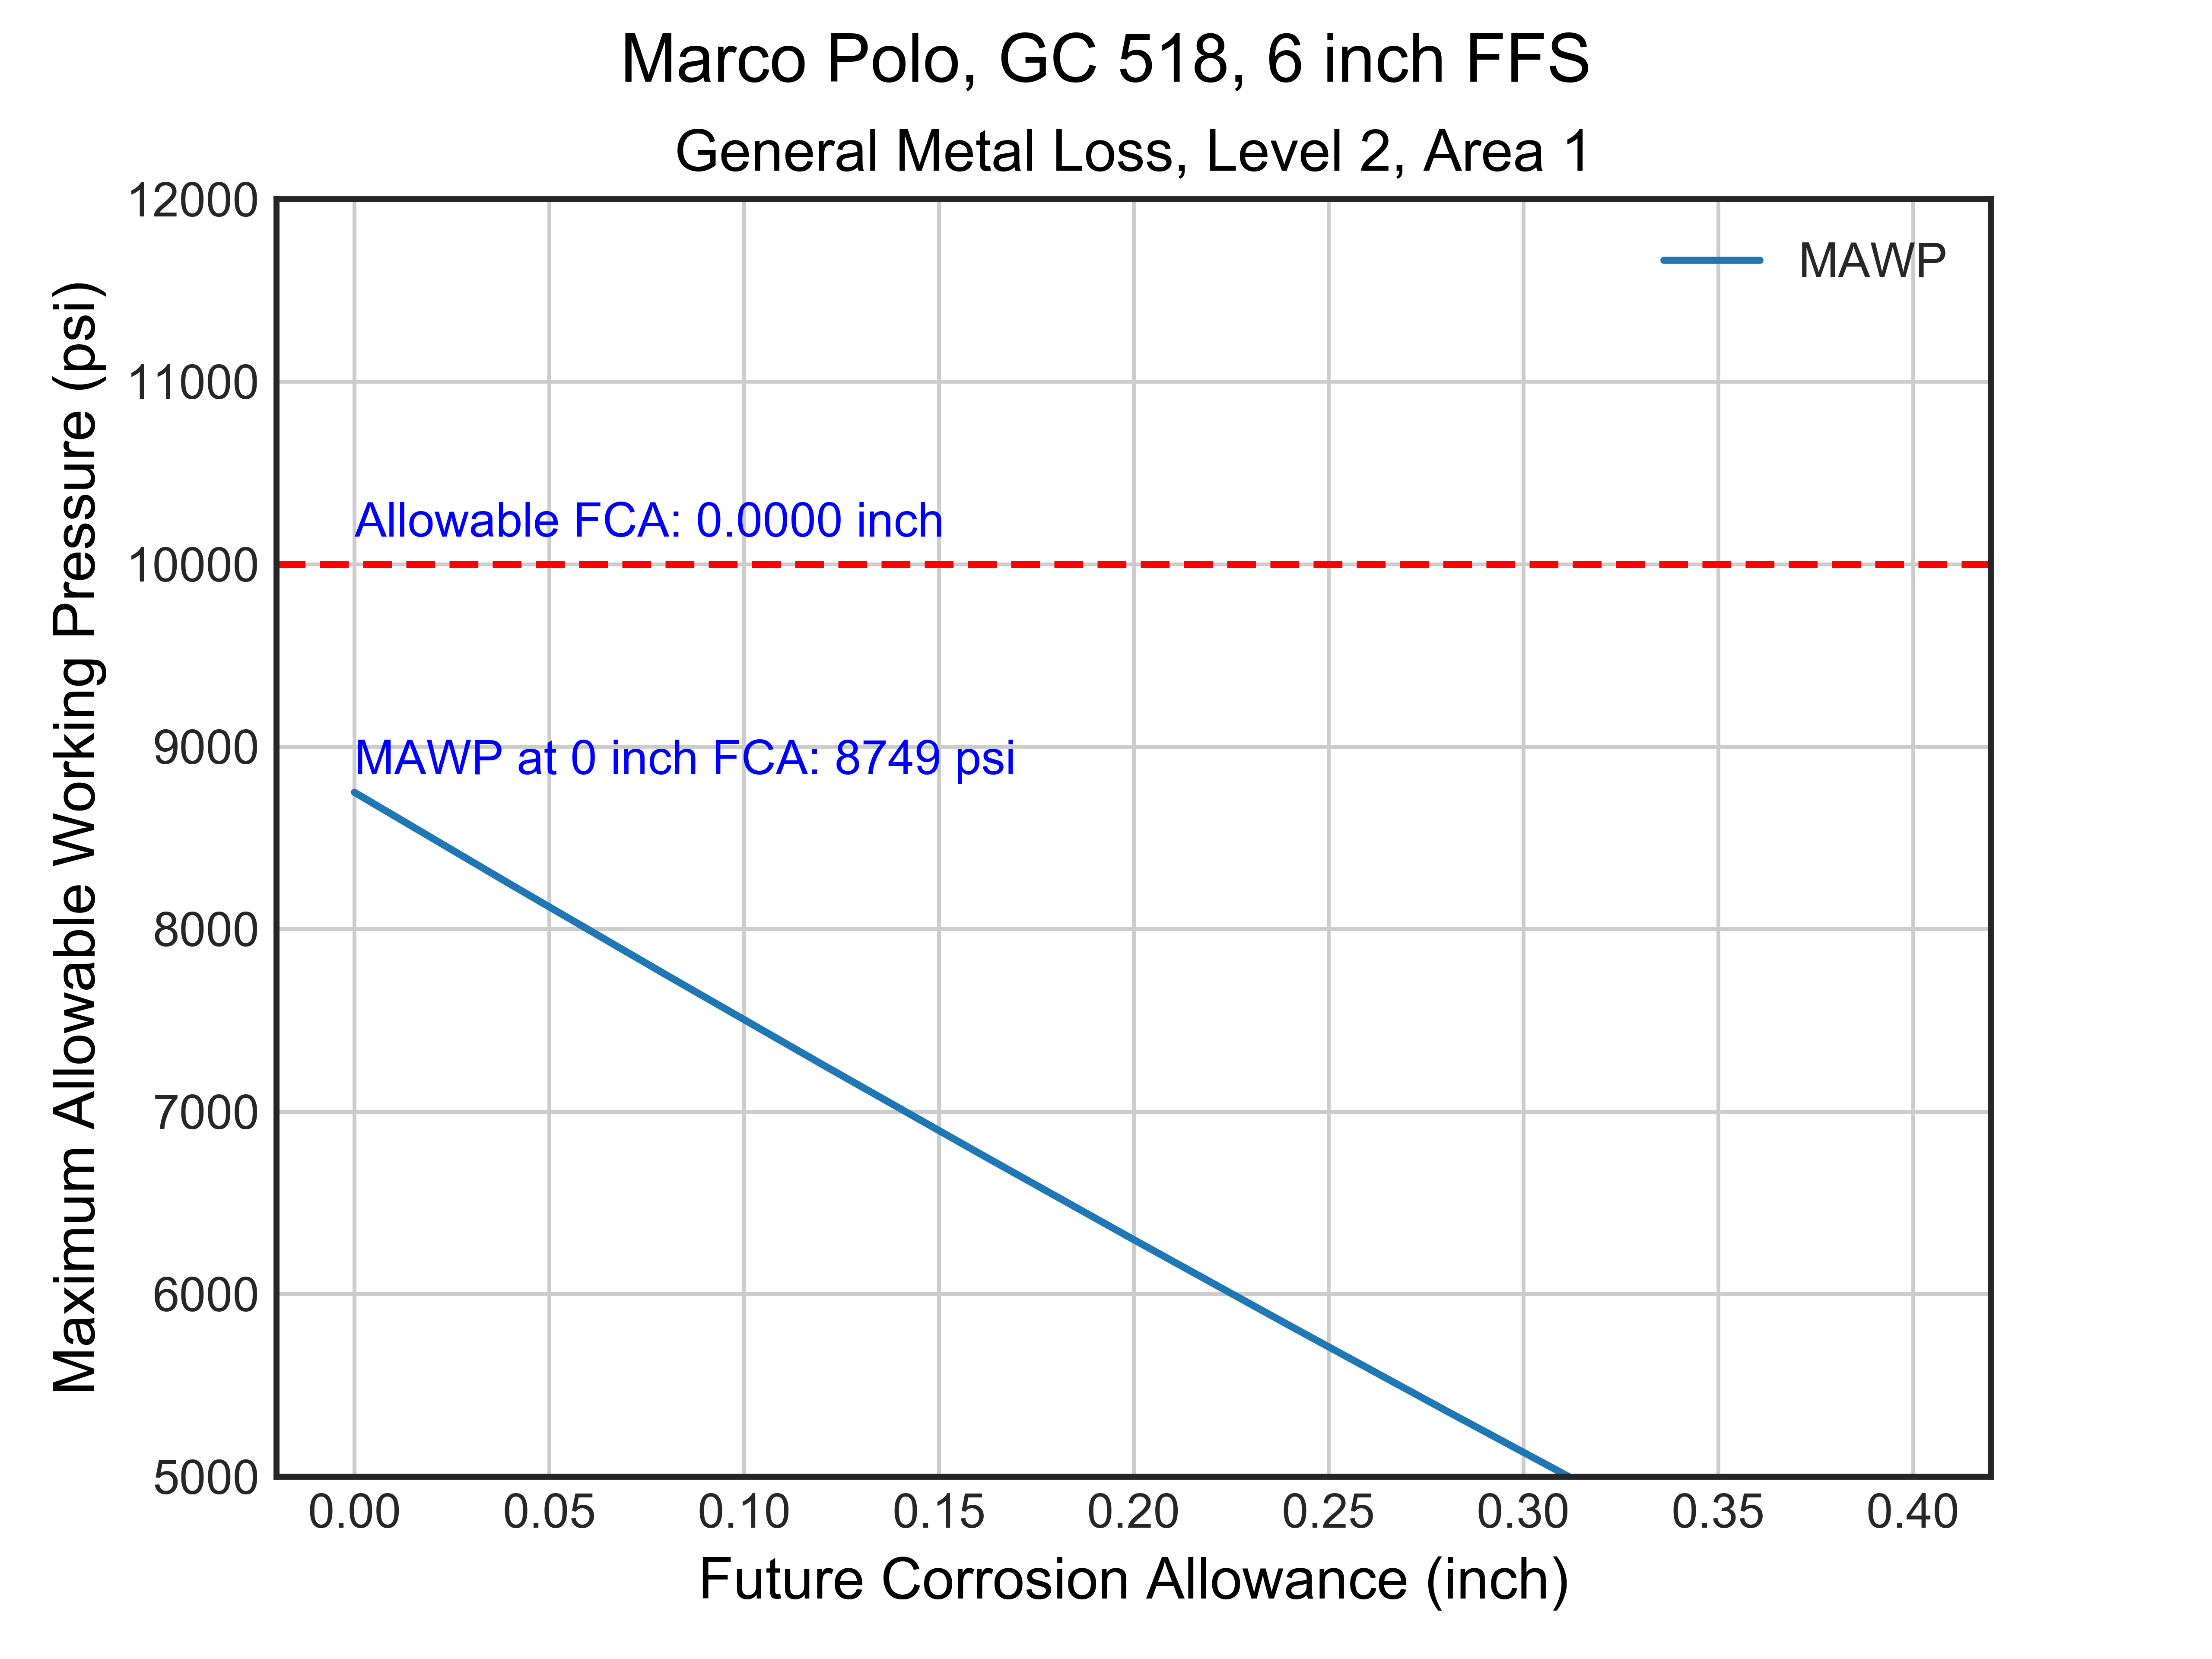 Marco Polo, GC 518, 6 inch FFS
General Metal Loss, Level 2, Area 1
Maximum Allowable Working Pressure (psi)
12000
11000
10000
9000
8000
7000
6000
5000
MAWP
Allowable FCA: 0.0000 inch
MAWP at 0 inch FCA: 8749 psi
0.00 0.05 0.10 0.15 0.20 0.25 0.30 0.35 0.40
Future Corrosion Allowance (inch)